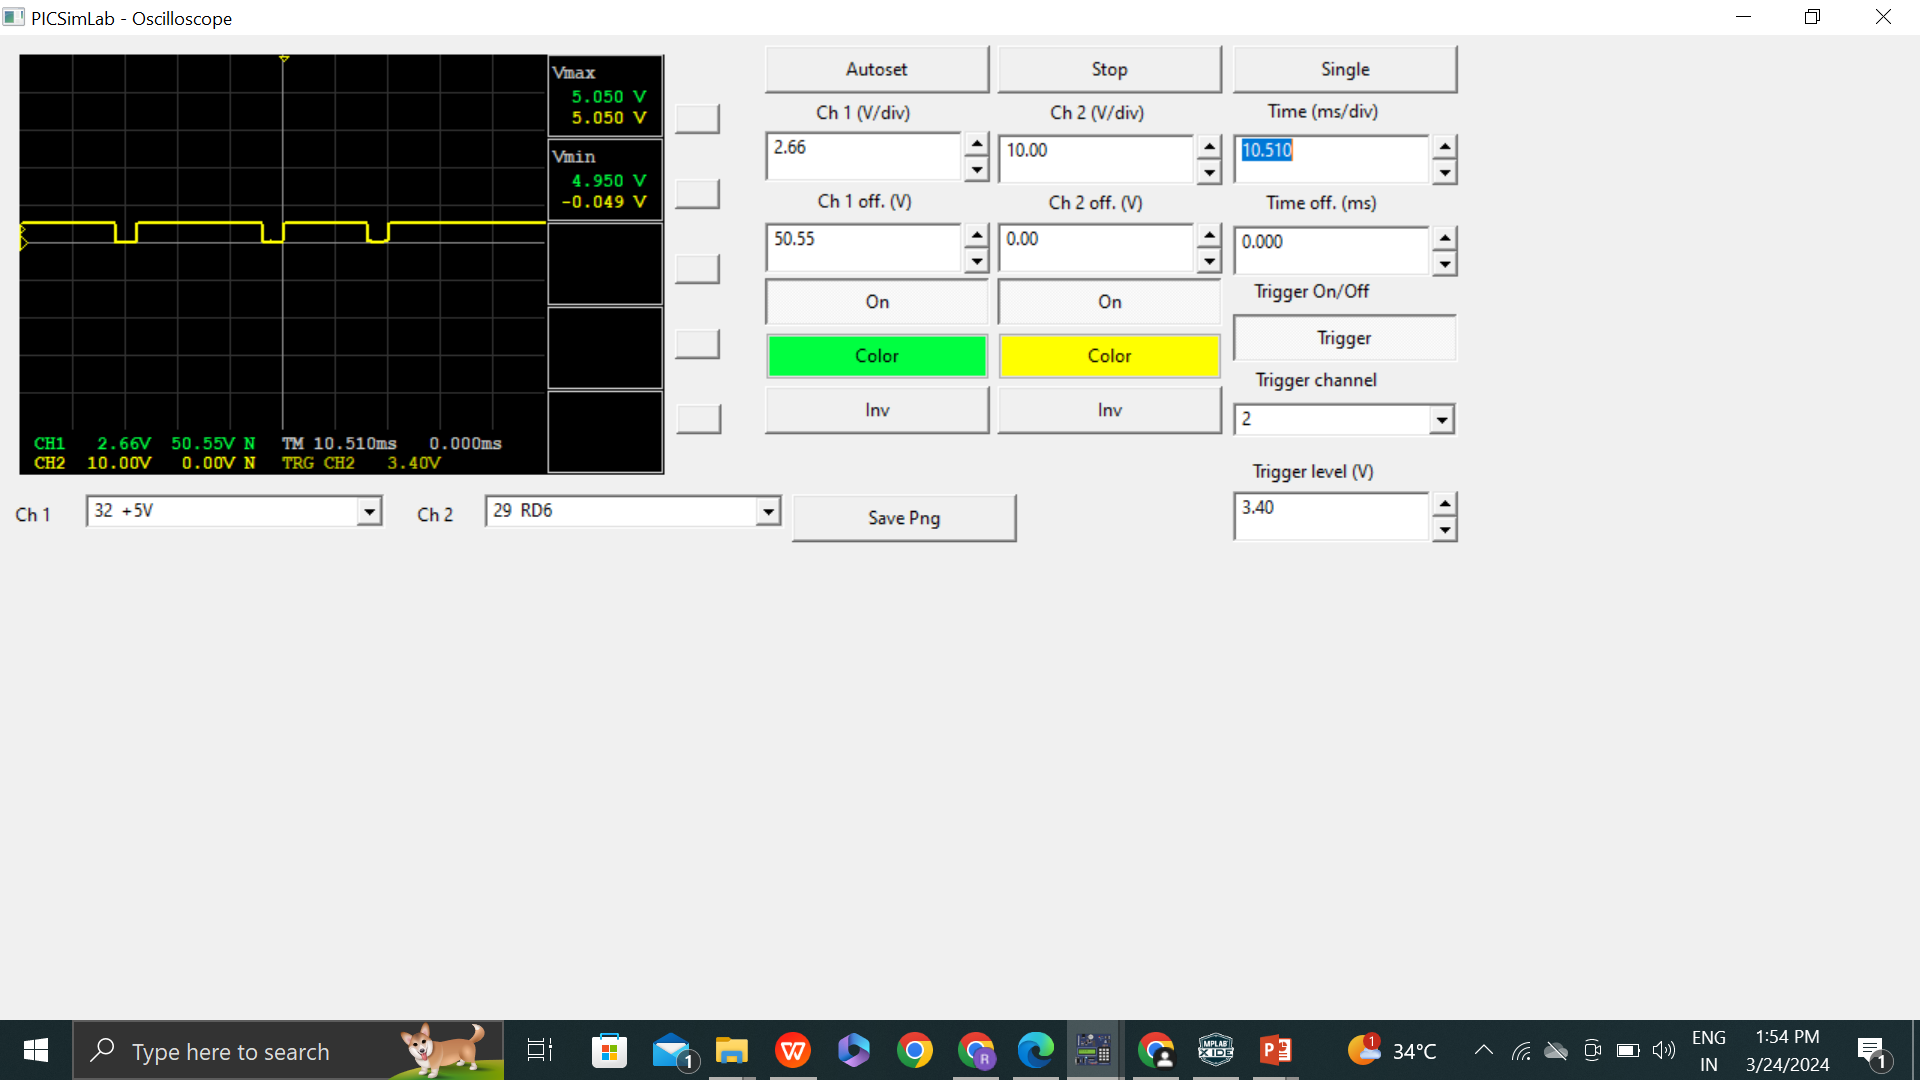 PICSimLab - Oscilloscope
Vmax
5.050 V
5.050 V
Vmin
4.950 V
-0.049 V
CH1 2.66V 50.55V N TM 10.510ms 0.000ms
CH2 10.00V 0.00V N TRG CH2 3.40V
Autoset Stop Single
Ch 1 (V/div) Ch 2 (V/div) Time (ms/div)
2.66 10.00 10.510
Ch 1 off. (V) Ch 2 off. (V) Time off. (ms)
50.55 0.00 0.000
On On Trigger On/Off
Trigger
Color Color
Trigger channel
Inv Inv 2
Trigger level (V)
3.40
Ch 1 32 +5V Ch 2 29 RD6 Save Png
Type here to search
1
W
R
MPLAB
X IDE
P
1
34°C
ENG
IN
1:54 PM
3/24/2024
1